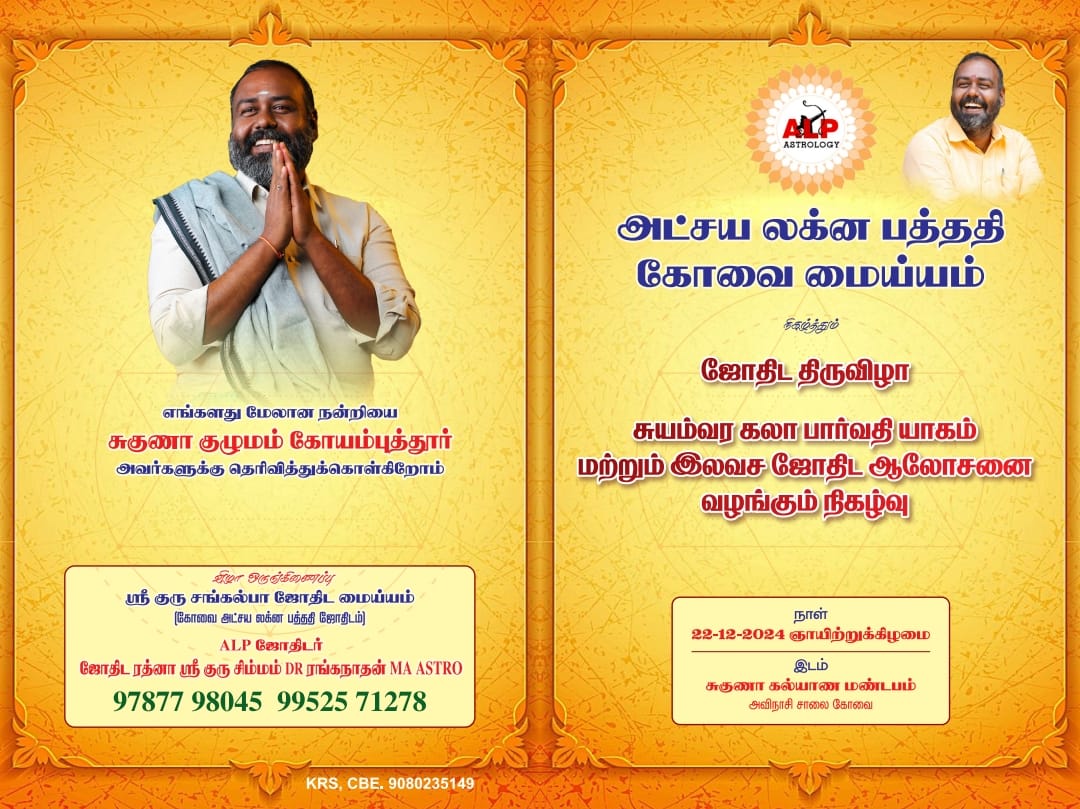 எங்களது மேலான நன்றியை
சுகுணா குழுமம் கோயம்புத்தூர்
அவர்களுக்கு தெரிவித்துக்கொள்கிறோம்
விழா ஒருங்கிணைப்பு
ஸ்ரீ குரு சங்கல்பா ஜோதிட மைய்யம்
(கோவை அட்சய லக்ன பத்ததி ஜோதிடம்)
ALP ஜோதிடர்
ஜோதிட ரத்னா ஸ்ரீ குரு சிம்மம் DR ரங்கநாதன் MA ASTRO
97877 98045 99525 71278
KRS, CBE. 9080235149
ALP
ASTROLOGY
அட்சய லக்ன பத்ததி
கோவை மைய்யம்
நிகழ்த்தும்
ஜோதிட திருவிழா
சுயம்வர கலா பார்வதி யாகம்
மற்றும் இலவச ஜோதிட ஆலோசனை
வழங்கும் நிகழ்வு
நாள்
22-12-2024 ஞாயிற்றுக்கிழமை
இடம்
சுகுணா கல்யாண மண்டபம்
அவிநாசி சாலை கோவை